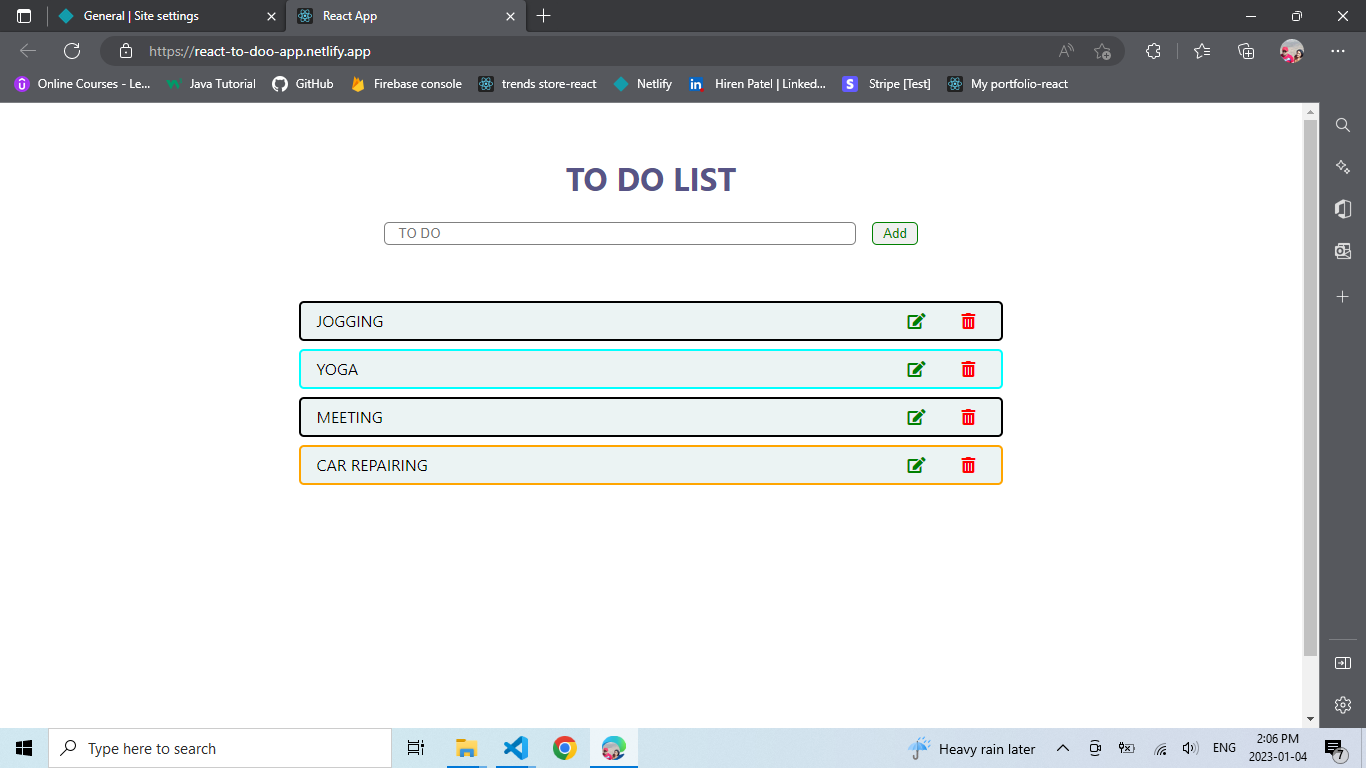 General | Site settings
React App
https://react-to-doo-app.netlify.app
Online Courses - Le...
Java Tutorial
GitHub
Firebase console
trends store-react
Netlify
Hiren Patel | Linked...
Stripe [Test]
My portfolio-react
TO DO LIST
TO DO
Add
JOGGING
YOGA
MEETING
CAR REPAIRING
Type here to search
Heavy rain later
ENG
2:06 PM
2023-01-04
7